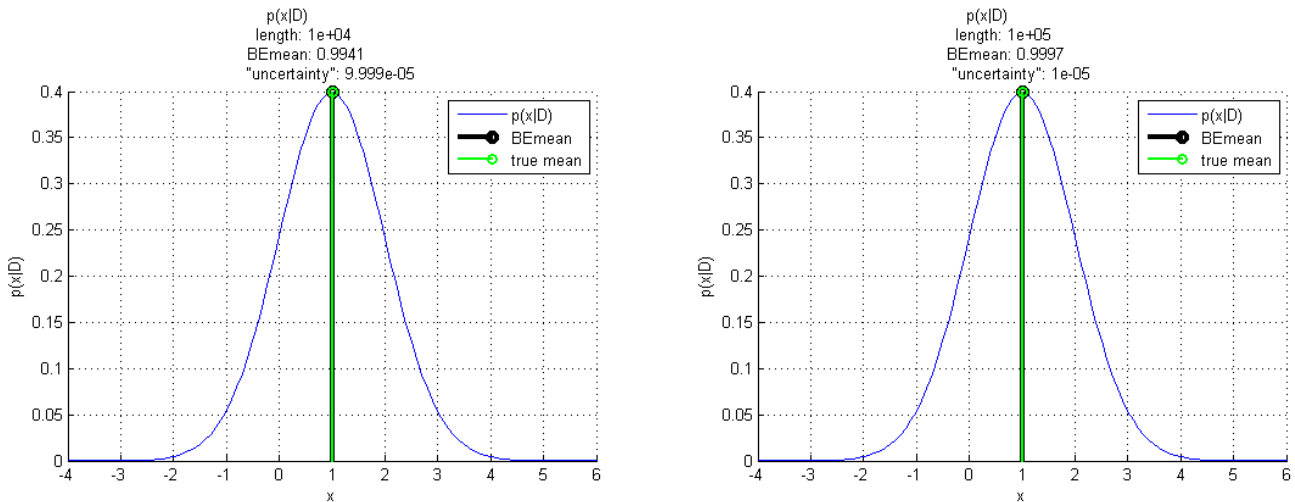 p(x|D)
length: 1e+04
BEmean: 0.9941
"uncertainty": 9.999e-05
0.4
0.35
0.3
0.25
0.2
0.15
0.1
0.05
0
p(x|D)
-4 -3 -2 -1 0 1 2 3 4 5 6
x
p(x|D)
BEmean
true mean
p(x|D)
length: 1e+05
BEmean: 0.9997
"uncertainty": 1e-05
0.4
0.35
0.3
0.25
0.2
0.15
0.1
0.05
0
p(x|D)
-4 -3 -2 -1 0 1 2 3 4 5 6
x
p(x|D)
BEmean
true mean